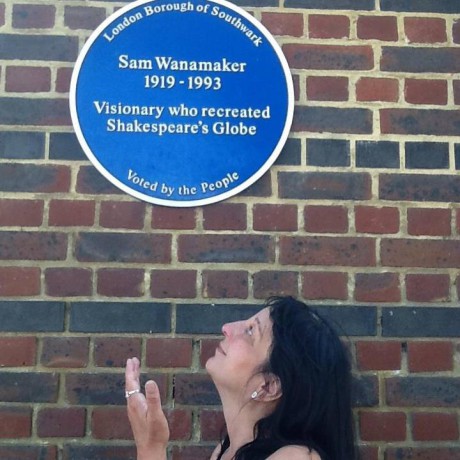 London Borough of Southwark
Sam Wanamaker
1919 - 1993
Visionary who recreated
Shakespeare's Globe
Voted by the People